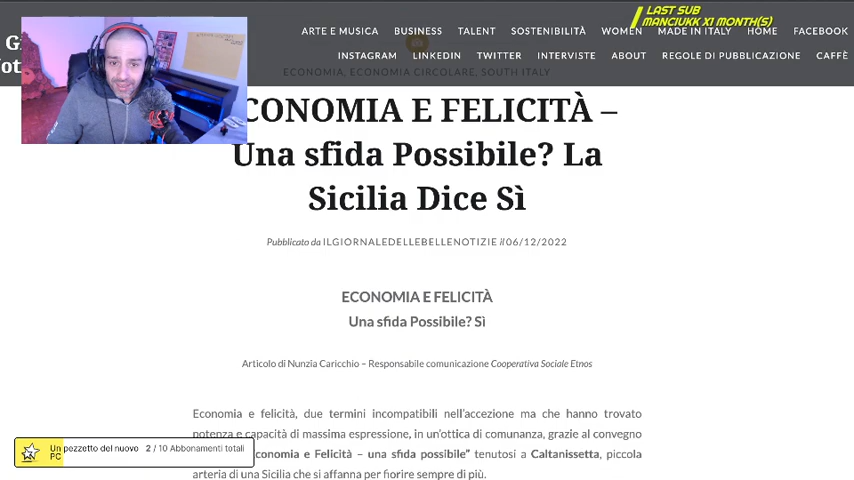 LAST SUB
MANCIUKK X1 MONTH(S)
ARTE E MUSICA BUSINESS TALENT SOSTENIBILITÀ WOMEN MADE IN ITALY HOME FACEBOOK
INSTAGRAM LINKEDIN TWITTER INTERVISTE ABOUT REGOLE DI PUBBLICAZIONE CAFFÈ
ECONOMIA, ECONOMIA CIRCOLARE, SOUTH ITALY
CONOMIA E FELICITÀ –
Una sfida Possibile? La
Sicilia Dice Sì
Pubblicato da ILGIORNALEDELLEBELLENOTIZIE il 06/12/2022
ECONOMIA E FELICITÀ
Una sfida Possibile? Sì
Articolo di Nunzia Caricchio – Responsabile comunicazione Cooperativa Sociale Etnos
Economia e felicità, due termini incompatibili nell'accezione ma che hanno trovato
potenza e capacità di massima espressione, in un'ottica di comunanza, grazie al convegno
conomia e Felicità – una sfida possibile" tenutosi a Caltanissetta, piccola
arteria di una Sicilia che si affanna per fiorire sempre di più.
Un pezzetto del nuovo PC 2 / 10 Abbonamenti totali